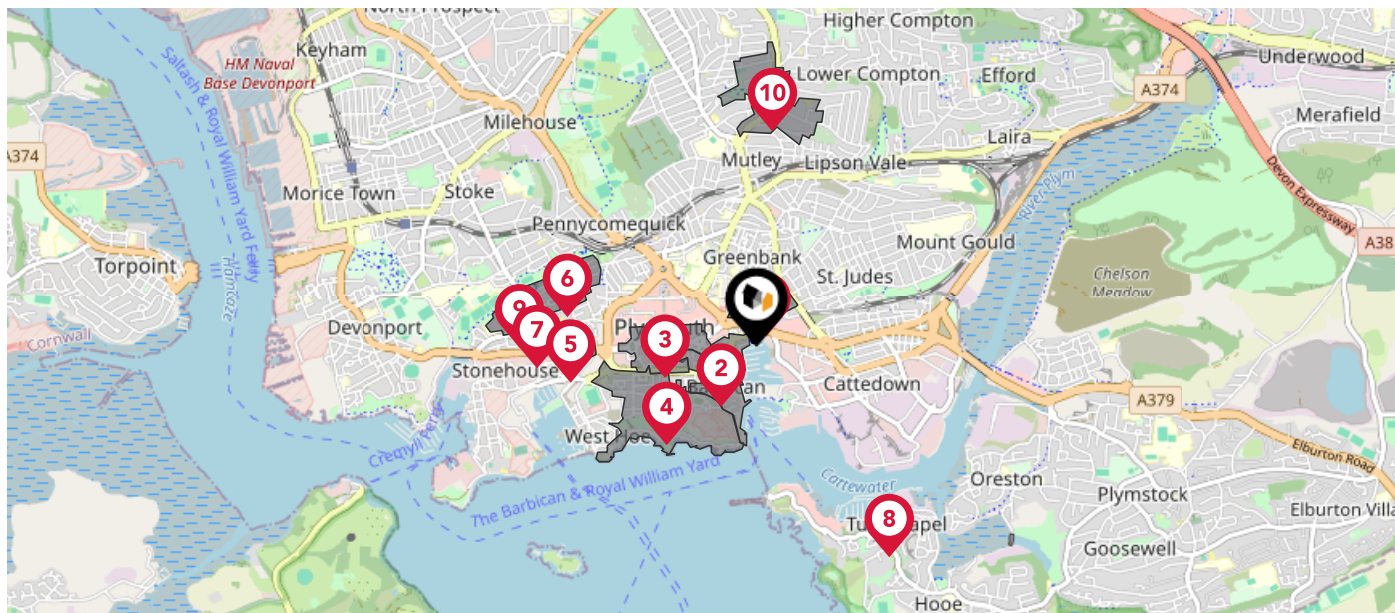 North Prospect
Higher Compton
Keyham
HM Naval
Base Devonport
Underwood
Saltash & Royal William Yard Ferry
10
Lower Compton
Efford
A374
Merafield
Milehouse
A374
Laira
Mutley
Lipson Vale
Devon Expressway
River Plym
Morice Town
Stoke
Pennycomequick
Mount Gould
A38
Greenbank
Torpoint
Hamoaze
St. Judes
Chelson
Meadow
6
9
7
5
Devonport
Plymouth
3
2
Cornwall
Stonehouse
Barbican
Cattedown
A379
4
West Hoe
Cremyll Ferry
Elburton Road
Cattewater
The Barbican & Royal William Yard
Oreston
Plymstock
Elburton Villa
8
Goosewell
Hooe